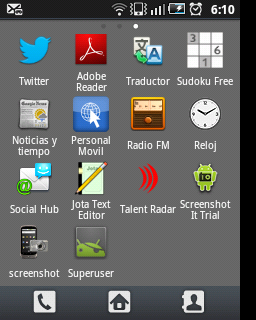 6:10
Twitter
Adobe
Reader
Traductor
Sudoku Free
Noticias y
tiempo
Personal
Movil
Radio FM
Reloj
Social Hub
Jota Text
Editor
Talent Radar
Screenshot
It Trial
screenshot
Superuser